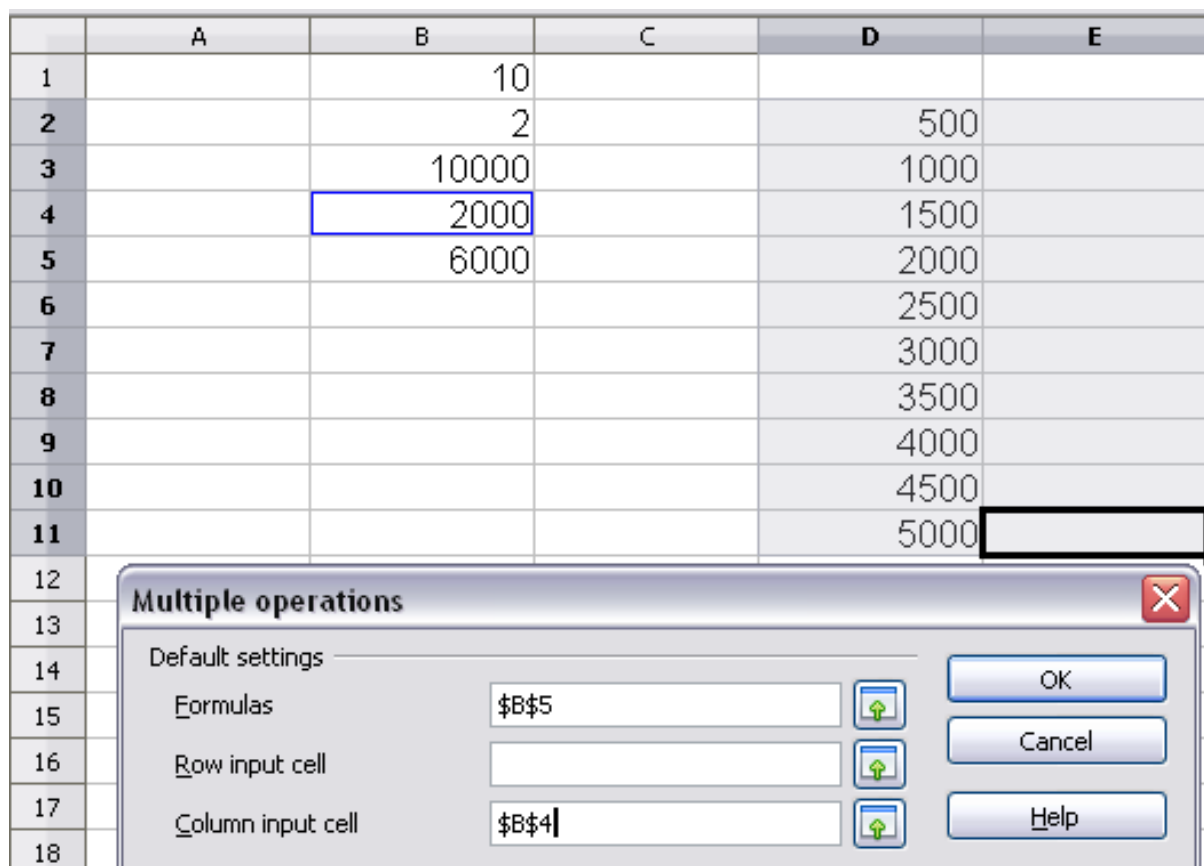 A B C D E
1 10
2 2 500
3 10000 1000
4 2000 1500
5 6000 2000
6 2500
7 3000
8 3500
9 4000
10 4500
11 5000
12
13
14
15
16
17
18
Multiple operations
Default settings
Formulas $B$5
Row input cell
Column input cell $B$4
OK
Cancel
Help